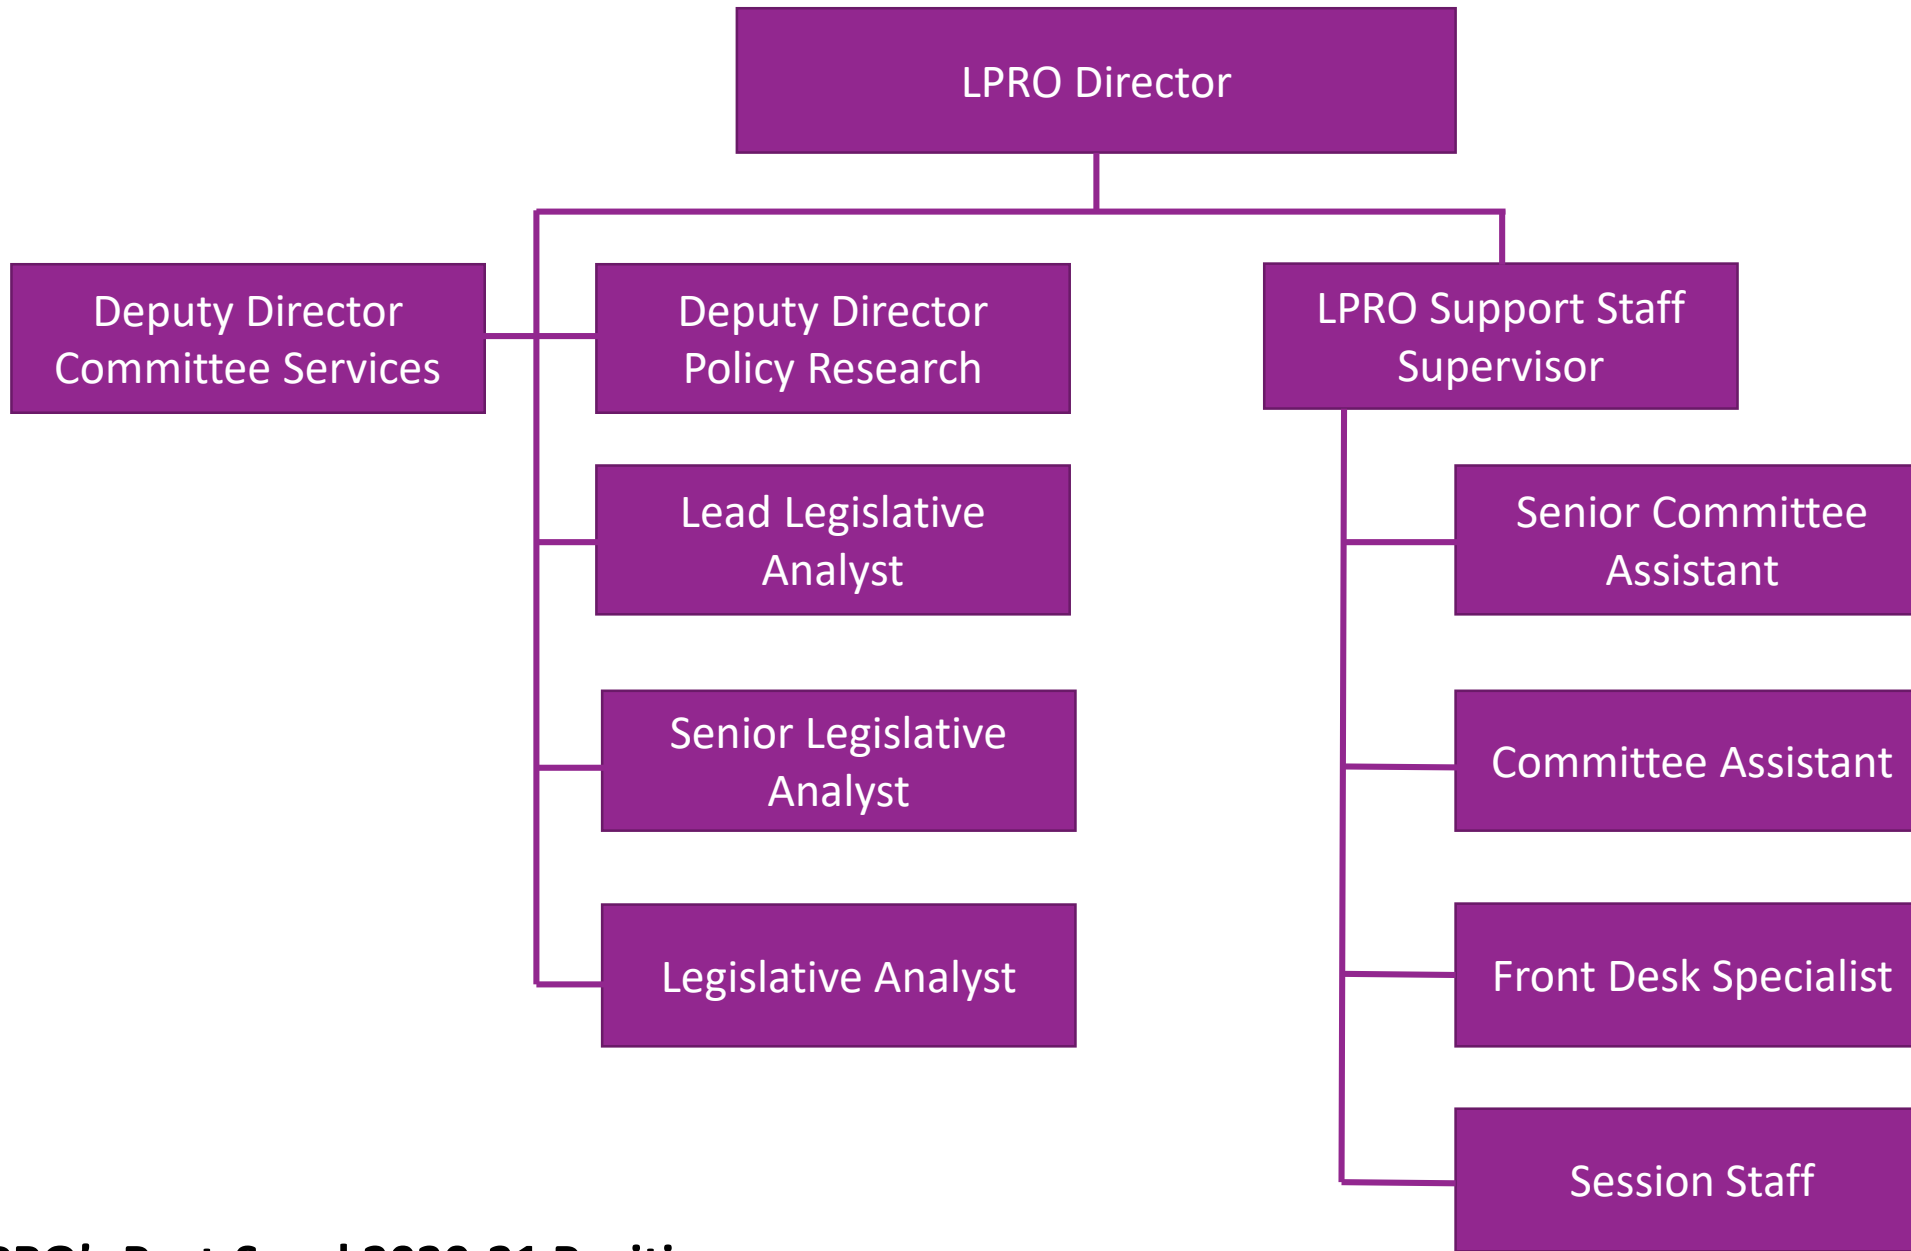 LPRO Director
Deputy Director
Committee Services
Deputy Director
Policy Research
LPRO Support Staff
Supervisor
Lead Legislative
Analyst
Senior Committee
Assistant
Senior Legislative
Analyst
Committee Assistant
Legislative Analyst
Front Desk Specialist
Session Staff